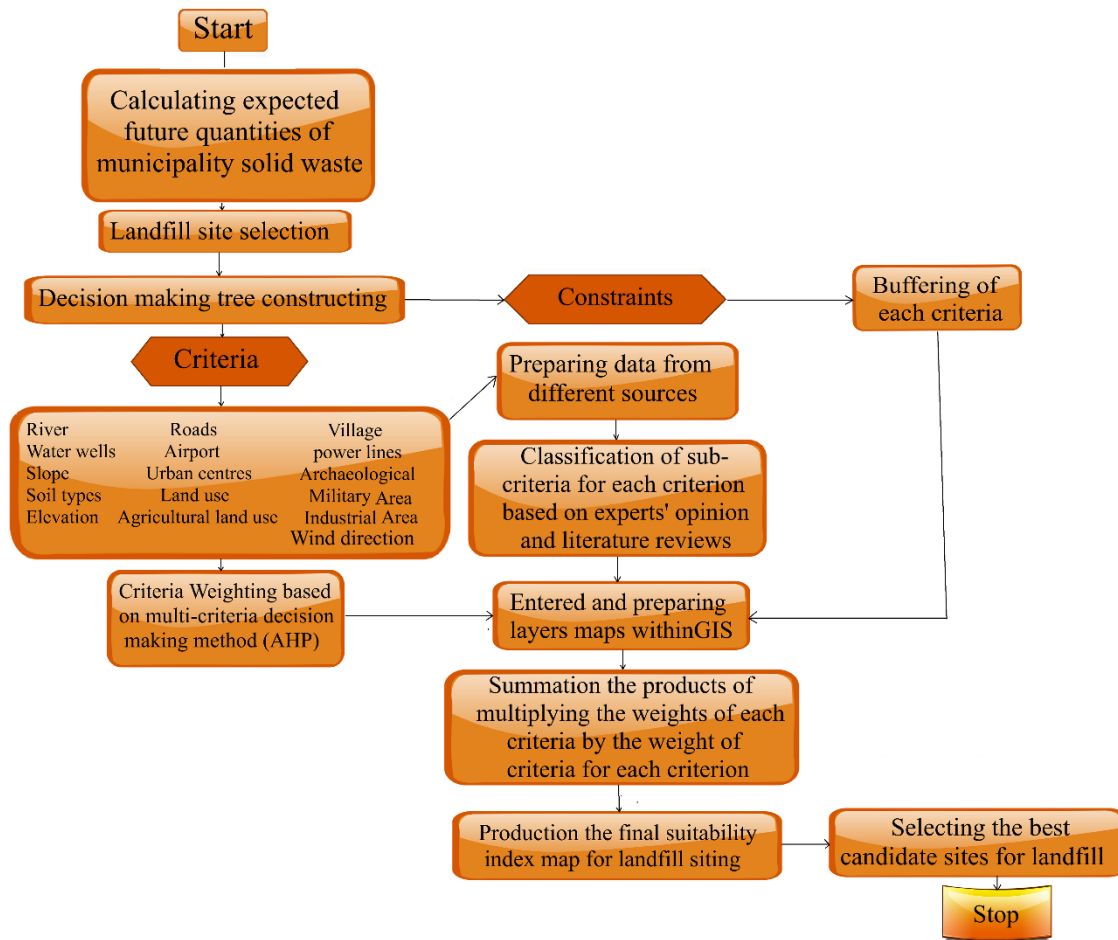 Start
Calculating expected
future quantities of
municipality solid waste
Landfill site selection
Decision making tree constructing
Constraints
Buffering of
each criteria
Criteria
River
Water wells
Slope
Soil types
Elevation
Roads
Airport
Urban centres
Land use
Agricultural land use
Village
power lines
Archaeological
Military Area
Industrial Area
Wind direction
Preparing data from
different sources
Classification of sub-
criteria for each criterion
based on experts' opinion
and literature reviews
Criteria Weighting based
on multi-criteria decision
making method (AHP)
Entered and preparing
layers maps withinGIS
Summation the products of
multiplying the weights of each
criteria by the weight of
criteria for each criterion
Production the final suitability
index map for landfill siting
Selecting the best
candidate sites for landfill
Stop